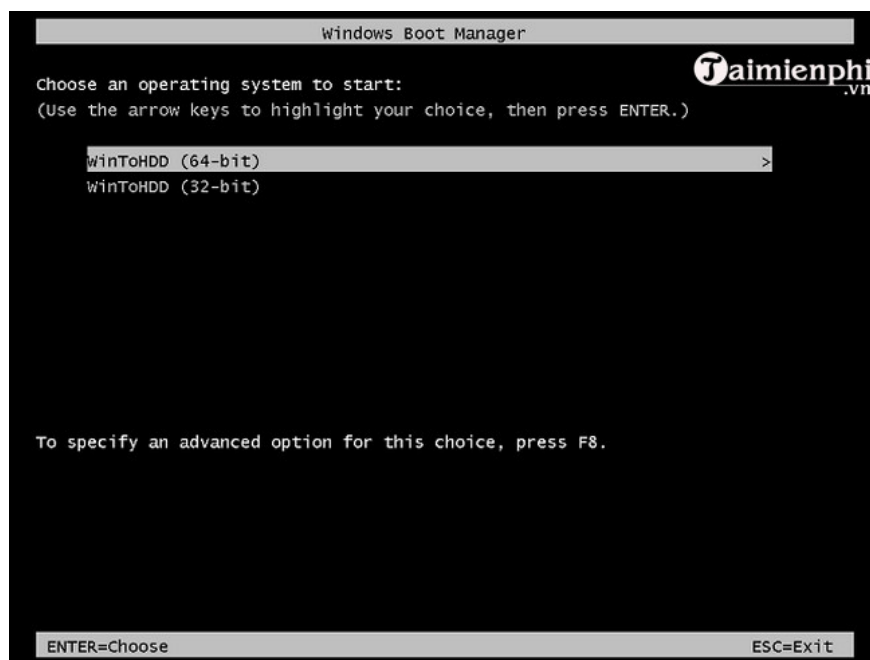 Windows Boot Manager
Taimienphi
.vn
Choose an operating system to start:
(Use the arrow keys to highlight your choice, then press ENTER.)
WinToHDD (64-bit) >
WinToHDD (32-bit)
To specify an advanced option for this choice, press F8.
ENTER=Choose ESC=Exit